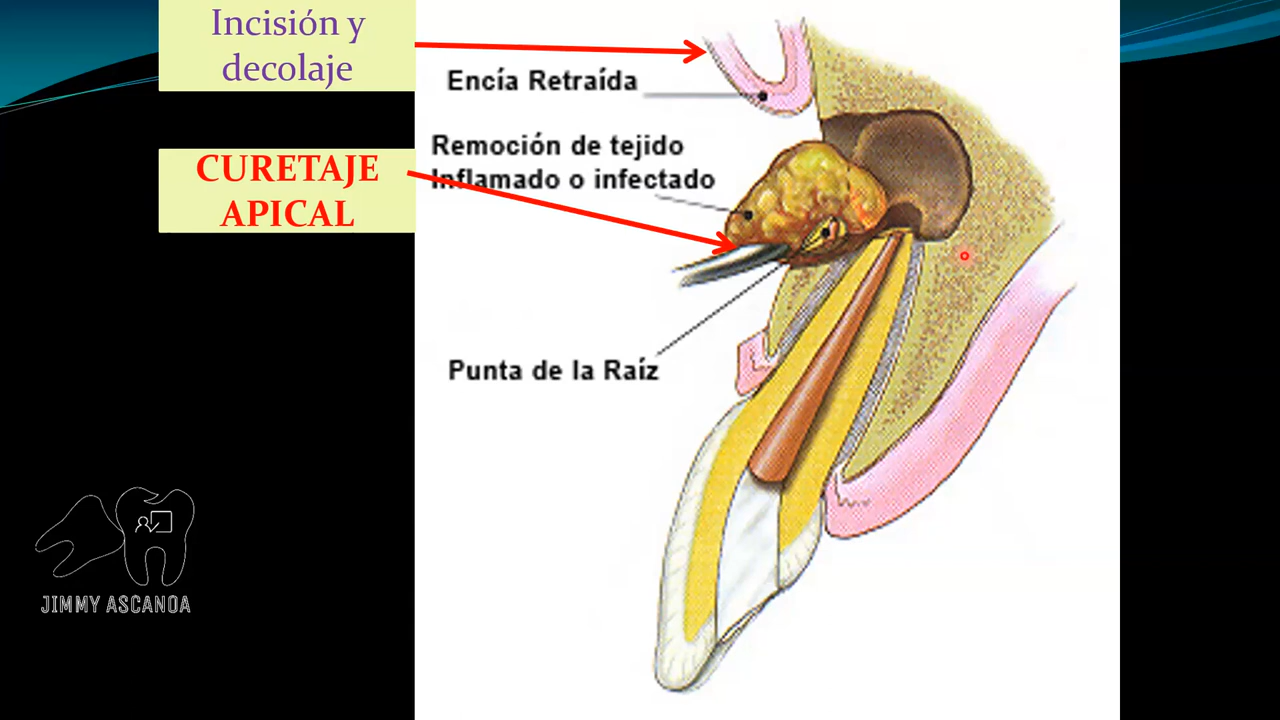 Incisión y
decolaje
Encía Retraída
CURETAJE
APICAL
Remoción de tejido
Inflamado o infectado
Punta de la Raíz
JIMMY ASCANOA